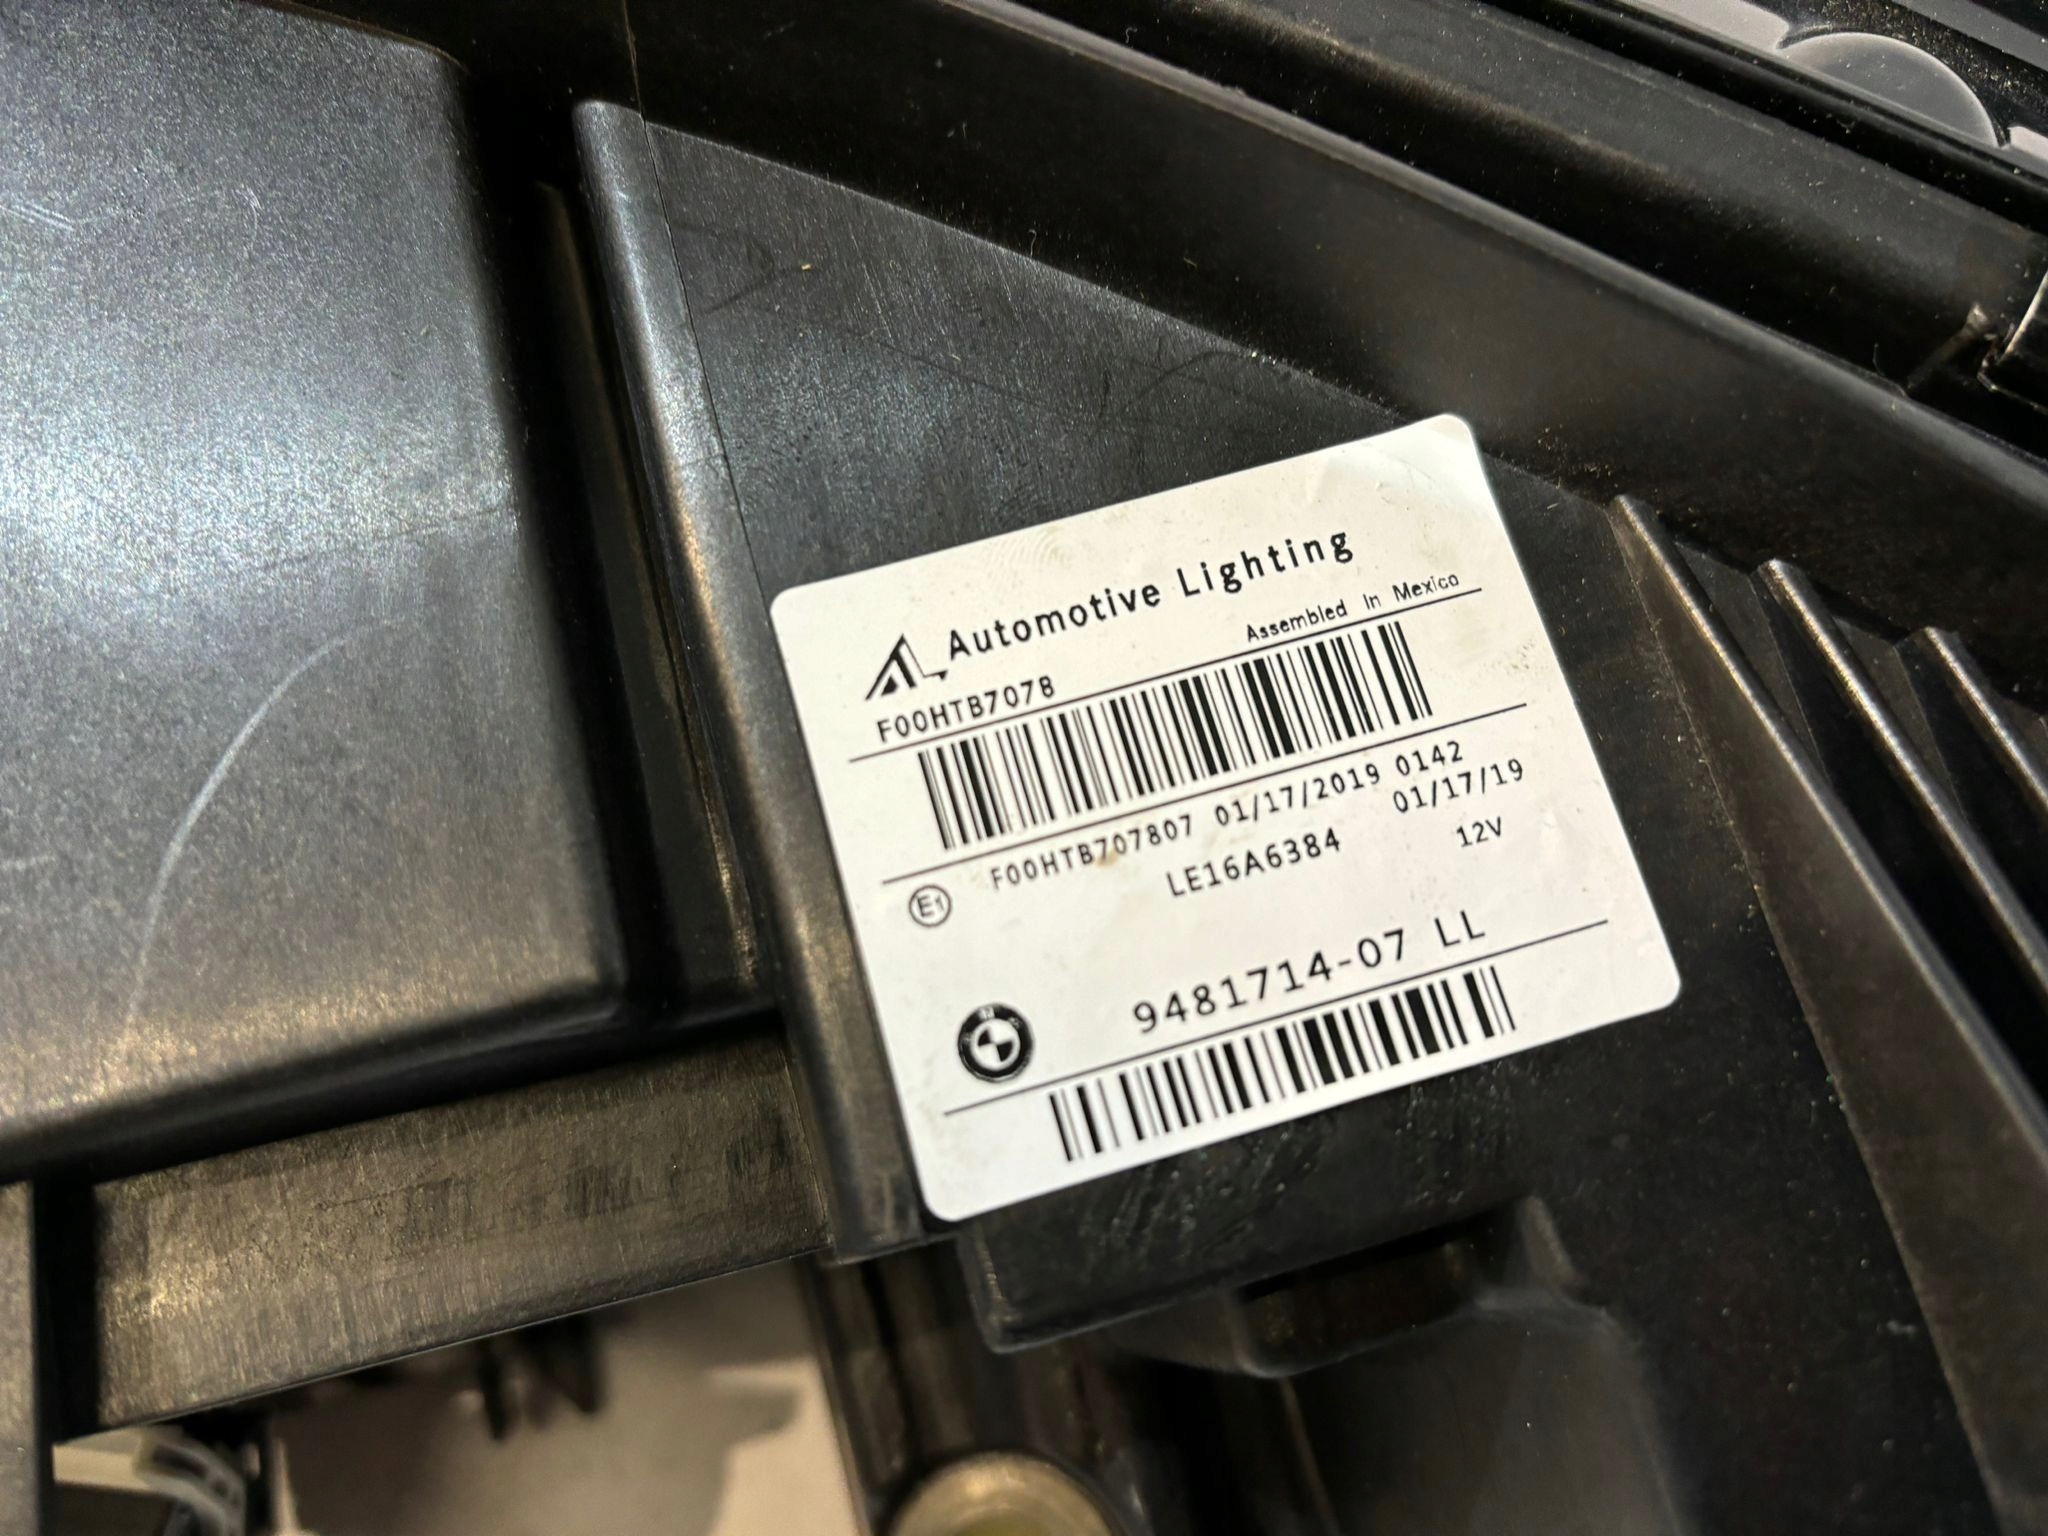 AL Automotive Lighting
Assembled in Mexico
F00HTB7078
F00HTB707807 01/17/2019 0142
01/17/19
E1
LE16A6384
12V
9481714-07 LL